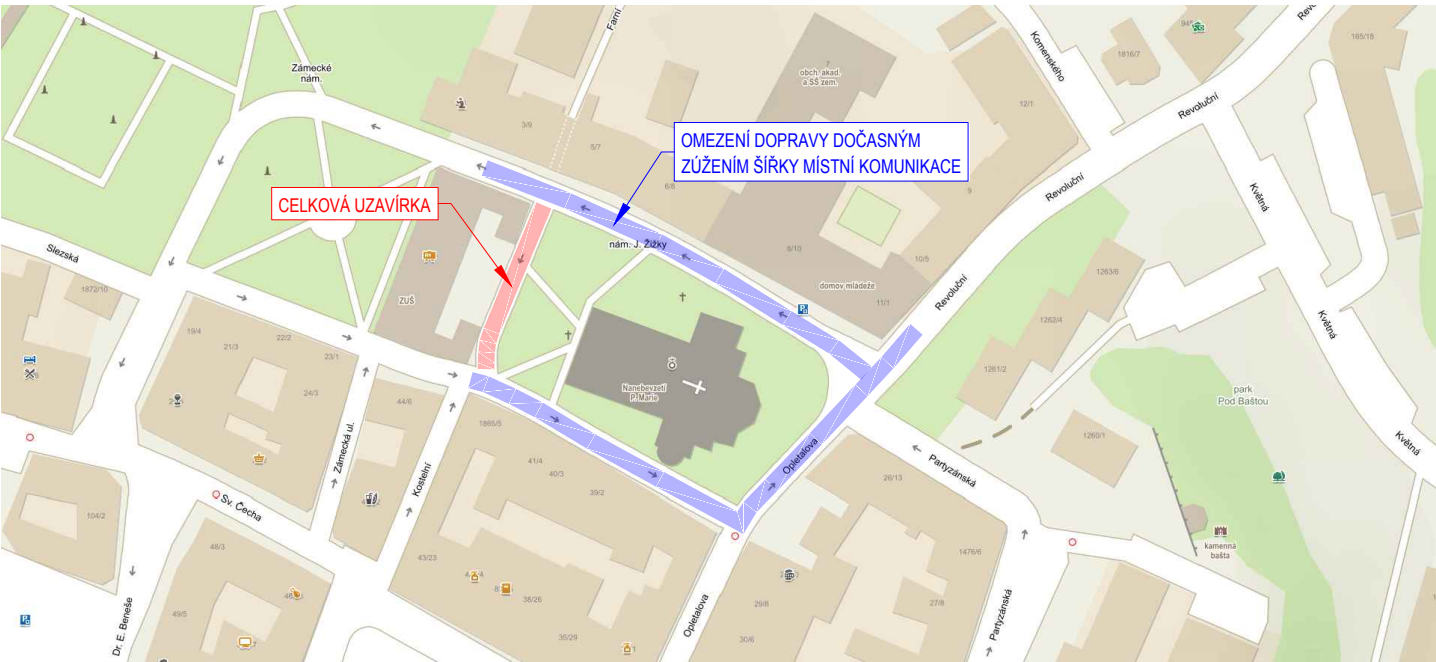 Zámecké
nám.
Farní
obch. akad.
a SŠ zem.
7
Komenského
1816/7
165/18
Revoluční
12/1
Revoluční
3/9
5/7
6/8
9
OMEZENÍ DOPRAVY DOČASNÝM
ZÚŽENÍM ŠÍŘKY MÍSTNÍ KOMUNIKACE
Revoluční
Květná
CELKOVÁ UZAVÍRKA
nám. J. Žižky
8/10
10/5
Slezská
1872/10
domov mládeže
11/1
Revoluční
1263/6
1262/4
1261/2
Květná
Květná
ZUŠ
19/4
21/3
22/2
23/1
24/3
44/6
Nanebevzetí
P. Marie
park
Pod Baštou
1865/5
41/4
40/3
39/2
1260/1
Zámecká ul.
Kostelní
Opletalova
26/13
Partyzánská
Květná
104/2
Sv. Čecha
48/3
43/23
38/26
35/29
1476/6
kamenná
bašta
49/5
Dr. E. Beneše
Opletalova
29/8
30/6
27/8
Partyzánská